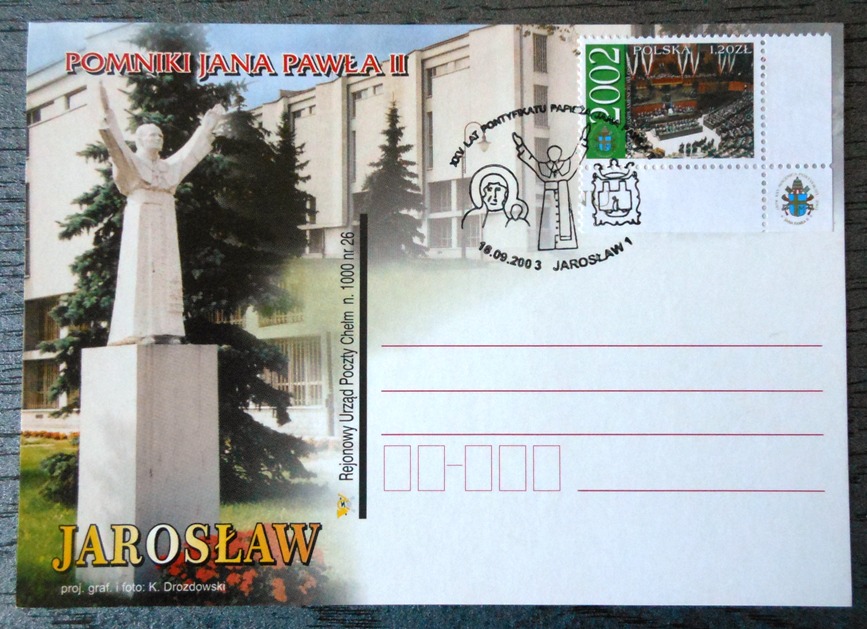 POMNIKI JANA PAWŁA II
2002
POLSKA 1,20ZŁ
XXV LAT PONTYFIKATU PAPIEŻA
18.09.2003 JAROSŁAW 1
Rejonowy Urząd Poczty Chełm n. 1000 nr 26
JAROSŁAW
proj. graf. i foto: K. Drozdowski